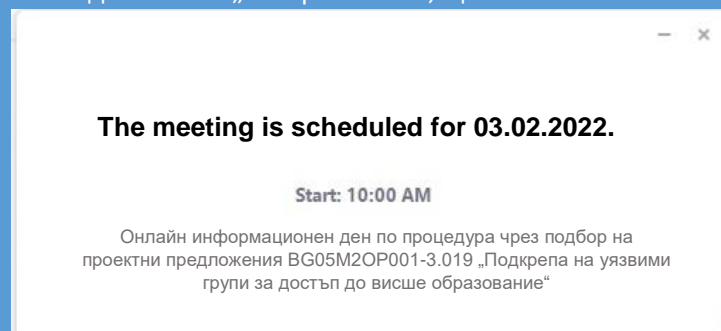 The meeting is scheduled for 03.02.2022.
Start: 10:00 AM
Онлайн информационен ден по процедура чрез подбор на
проектни предложения BG05M2OP001-3.019 „Подкрепа на уязвими
групи за достъп до висше образование“